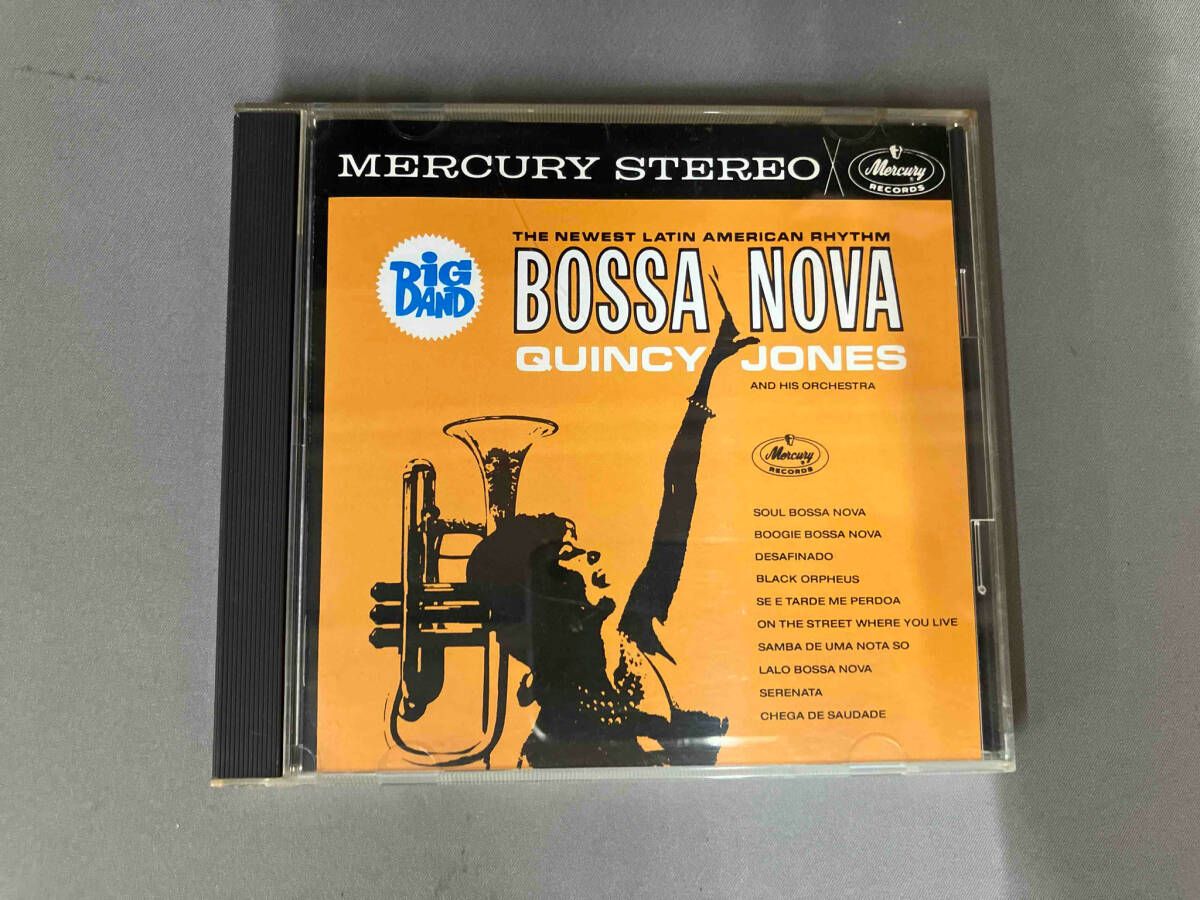 MERCURY STEREO
Mercury
RECORDS
THE NEWEST LATIN AMERICAN RHYTHM
BiG
BAND
BOSSA NOVA
QUINCY JONES
AND HIS ORCHESTRA
Mercury
RECORDS
SOUL BOSSA NOVA
BOOGIE BOSSA NOVA
DESAFINADO
BLACK ORPHEUS
SE E TARDE ME PERDOA
ON THE STREET WHERE YOU LIVE
SAMBA DE UMA NOTA SO
LALO BOSSA NOVA
SERENATA
CHEGA DE SAUDADE